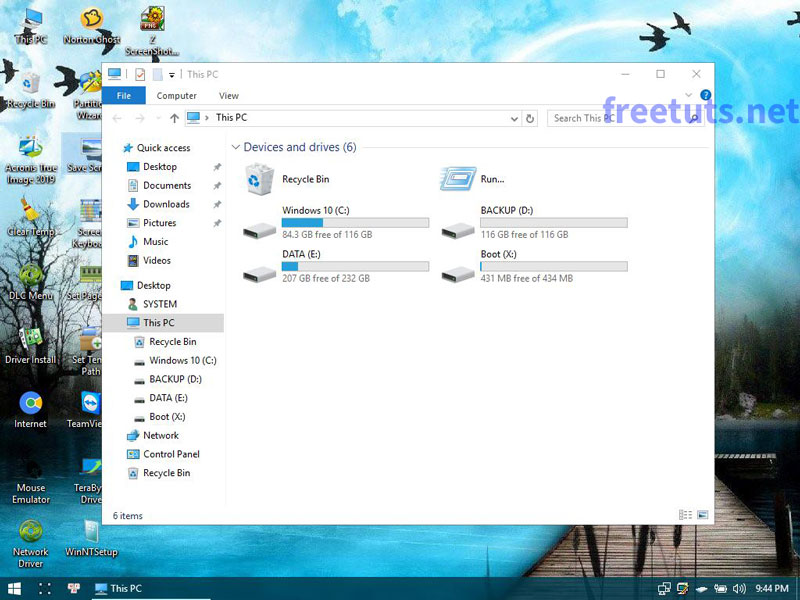 This PC
Norton Ghost
Z
ScreenShot...
Recycle Bin
Partit
Wizar
Acronis True
Image 2019
Save Scr
Clear Temp
Screen
Keyboa
DLC Menu
Set Page
Driver Install
Set Tem
Path
Internet
TeamVie
Mouse
Emulator
TeraBy
Drive
Network
Driver
WinNTSetup
This PC
File
Computer
View
This PC
Search This PC
freetuts.net
Quick access
Desktop
Documents
Downloads
Pictures
Music
Videos
Desktop
SYSTEM
This PC
Recycle Bin
Windows 10 (C:)
BACKUP (D:)
DATA (E:)
Boot (X:)
Network
Control Panel
Recycle Bin
Devices and drives (6)
Recycle Bin
Run...
Windows 10 (C:)
84.3 GB free of 116 GB
BACKUP (D:)
116 GB free of 116 GB
DATA (E:)
207 GB free of 232 GB
Boot (X:)
431 MB free of 434 MB
6 items
This PC
9:44 PM